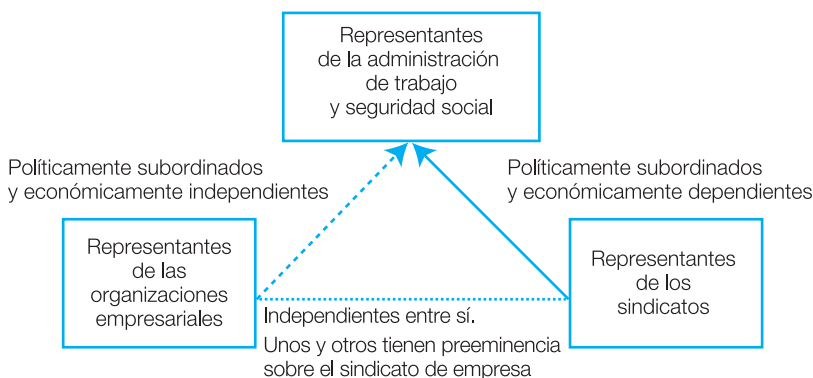 Representantes
de la administración
de trabajo
y seguridad social
Políticamente subordinados
y económicamente independientes
Políticamente subordinados
y económicamente dependientes
Representantes
de las
organizaciones
empresariales
Representantes
de los
sindicatos
Independientes entre sí.
Unos y otros tienen preeminencia
sobre el sindicato de empresa